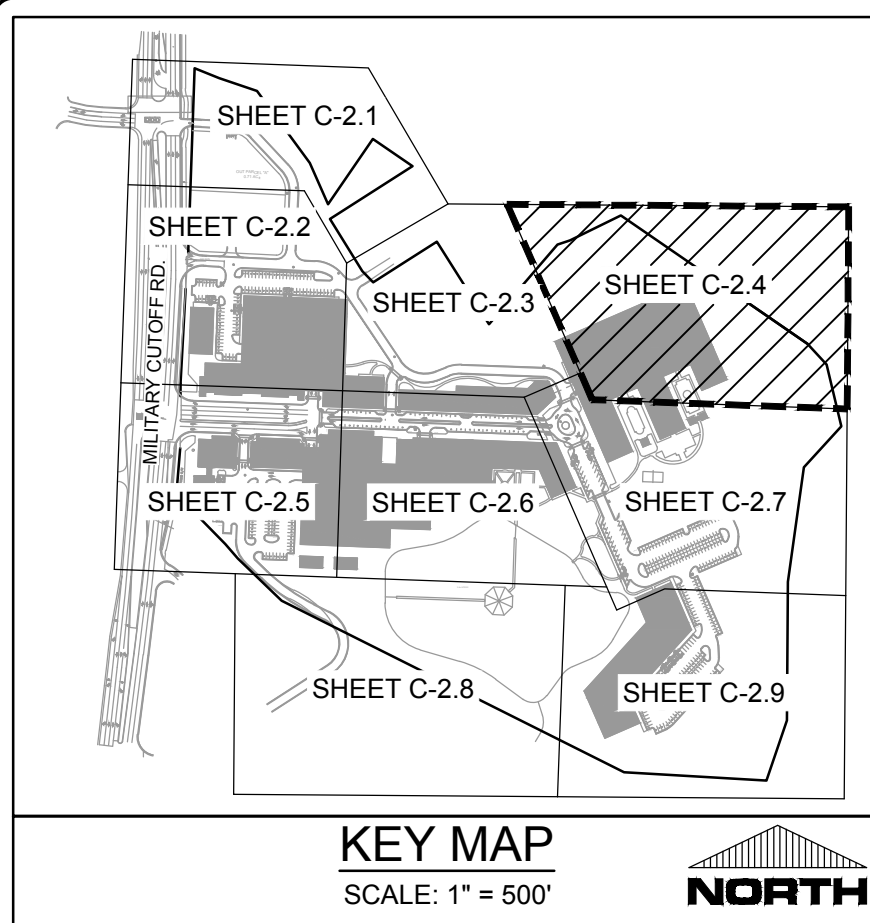 SHEET C-2.1
SHEET C-2.2
SHEET C-2.3
SHEET C-2.4
MILITARY CUTOFF RD.
SHEET C-2.5
SHEET C-2.6
SHEET C-2.7
SHEET C-2.8
SHEET C-2.9
KEY MAP
SCALE: 1" = 500'
NORTH